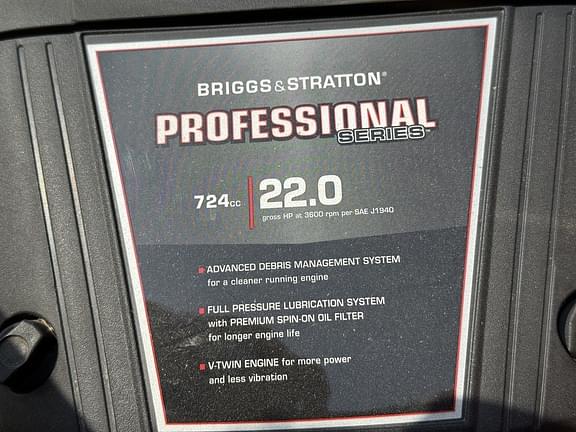 BRIGGS & STRATTON®
PROFESSIONAL
SERIES™
724cc 22.0
gross HP at 3600 rpm per SAE J1940
ADVANCED DEBRIS MANAGEMENT SYSTEM
for a cleaner running engine
FULL PRESSURE LUBRICATION SYSTEM
with PREMIUM SPIN-ON OIL FILTER
for longer engine life
V-TWIN ENGINE for more power
and less vibration